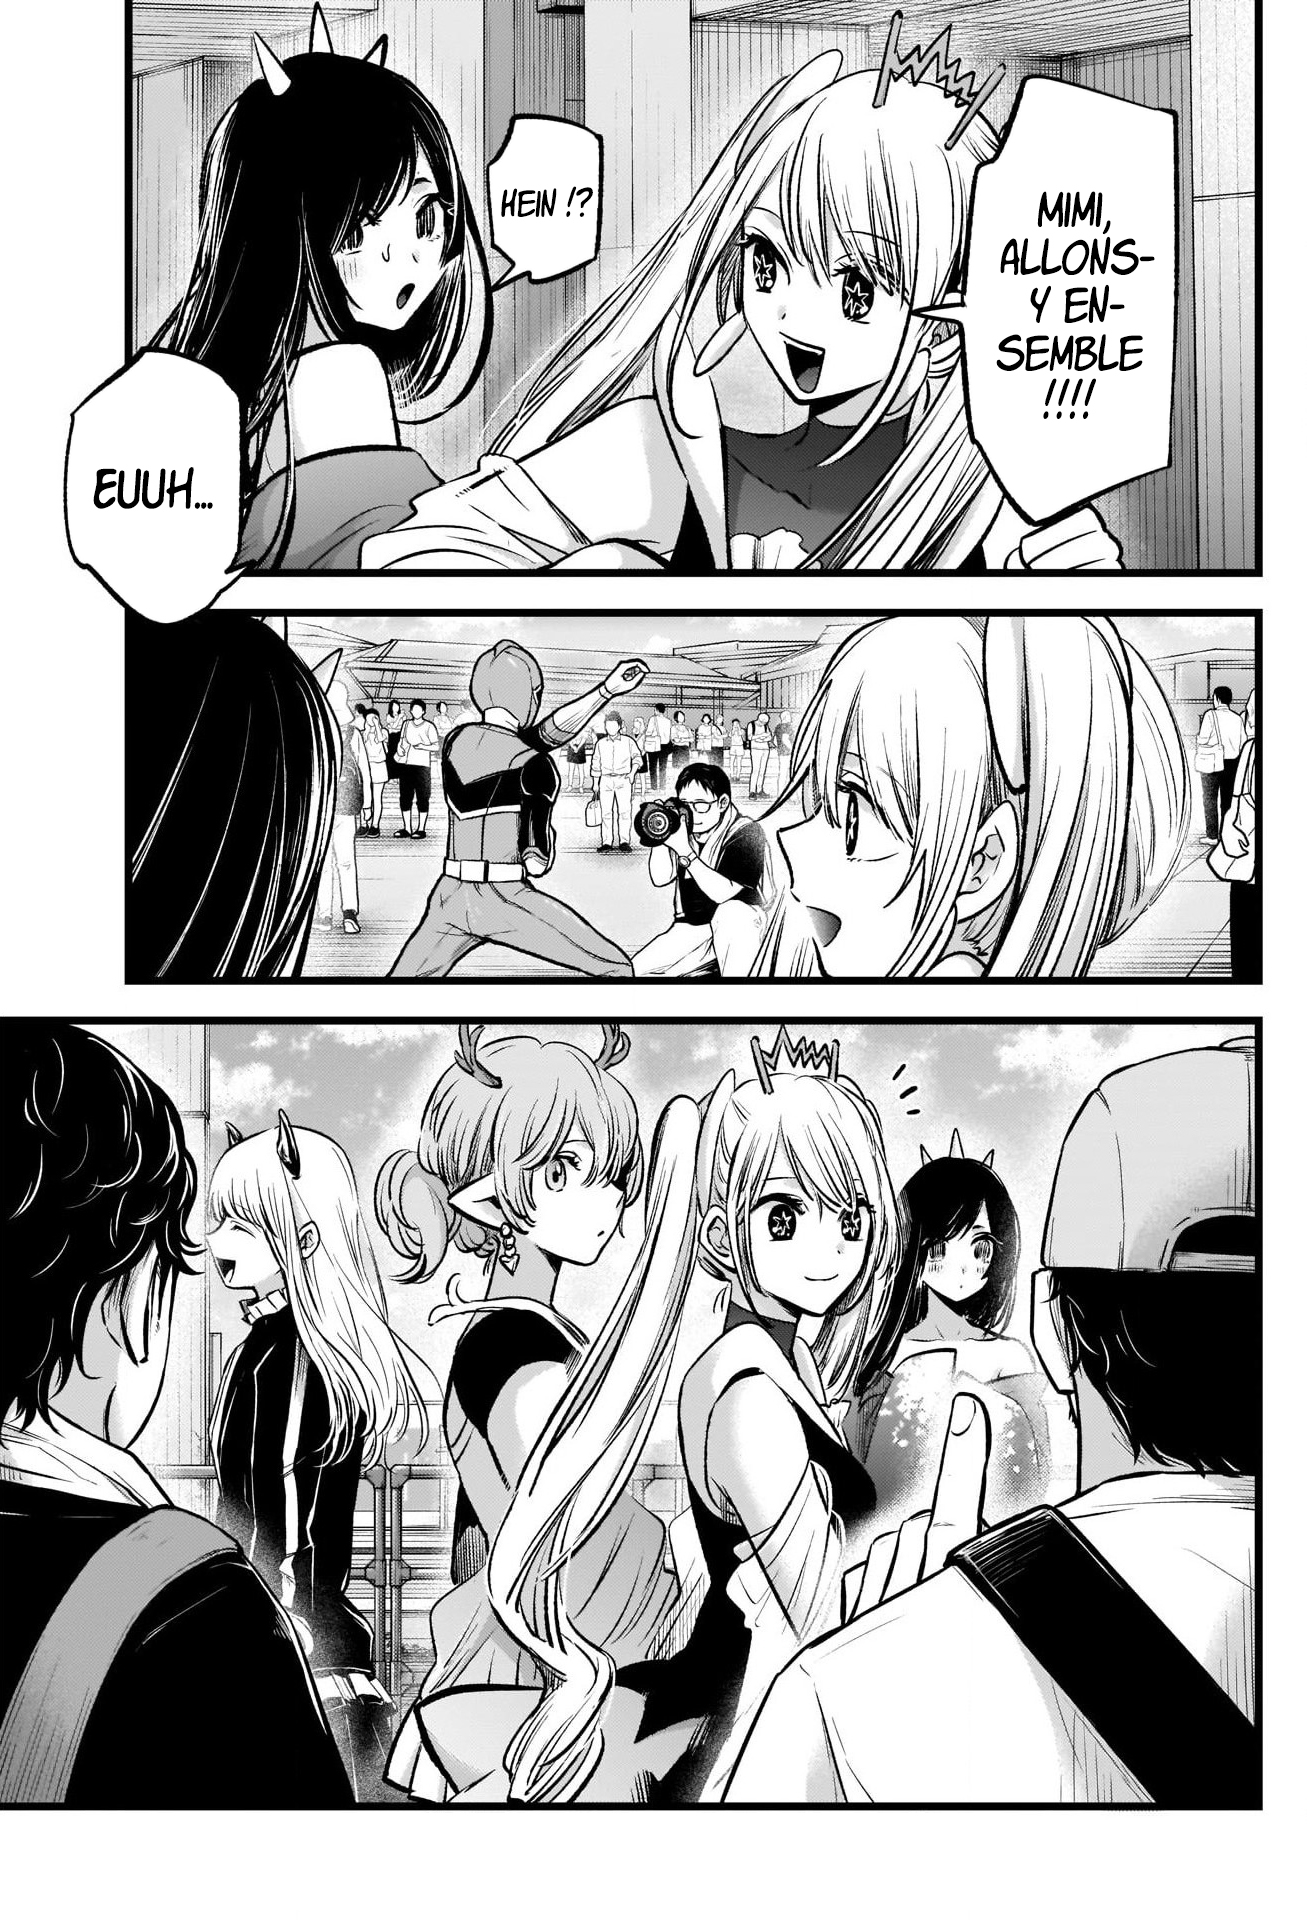 MIMI,
ALLONS-
Y EN-
SEMBLE
!!!!
HEIN !?
EUUH...